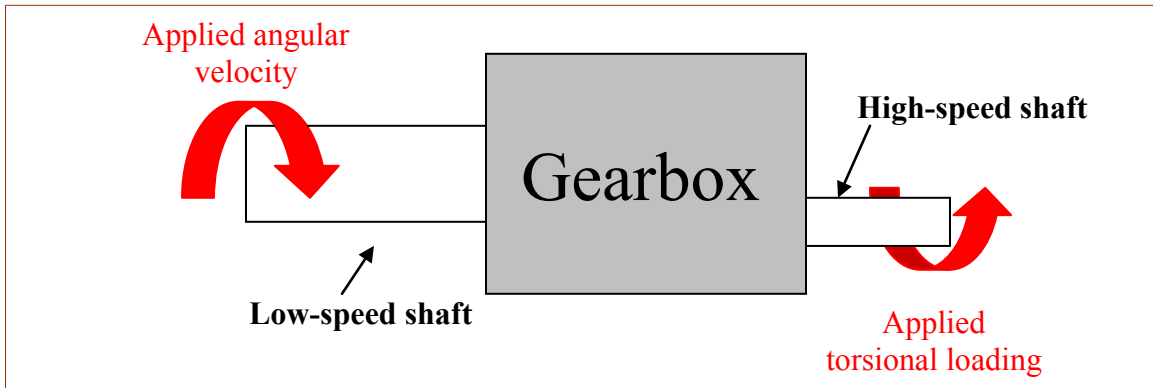 Applied angular
velocity
High-speed shaft
Gearbox
Low-speed shaft
Applied
torsional loading